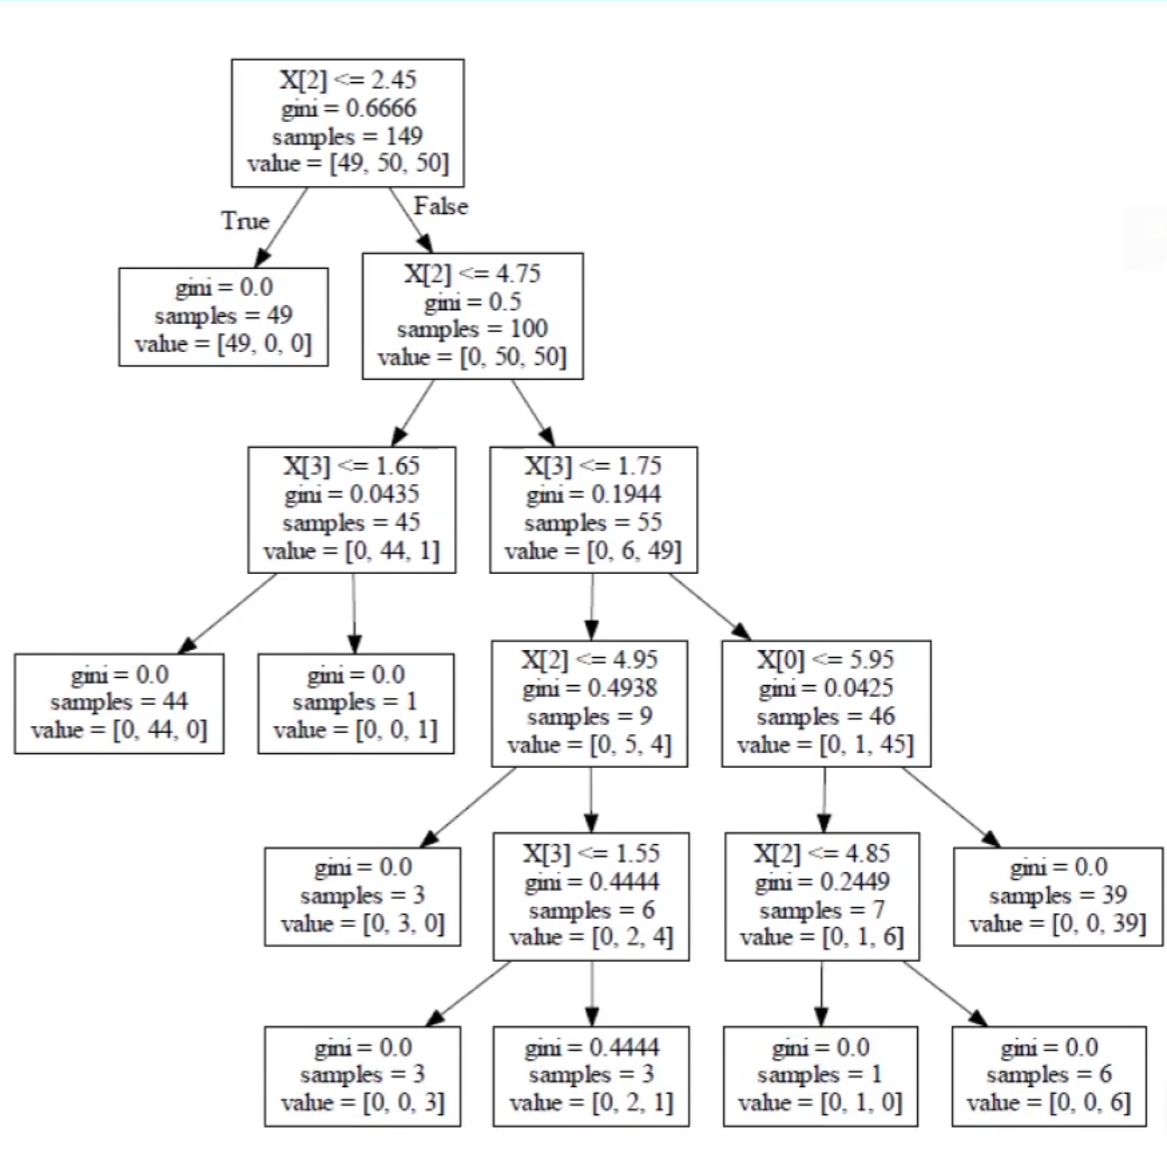 X[2] <= 2.45
gini = 0.6666
samples = 149
value = [49, 50, 50]
True
False
gini = 0.0
samples = 49
value = [49, 0, 0]
X[2] <= 4.75
gini = 0.5
samples = 100
value = [0, 50, 50]
X[3] <= 1.65
gini = 0.0435
samples = 45
value = [0, 44, 1]
X[3] <= 1.75
gini = 0.1944
samples = 55
value = [0, 6, 49]
gini = 0.0
samples = 44
value = [0, 44, 0]
gini = 0.0
samples = 1
value = [0, 0, 1]
X[2] <= 4.95
gini = 0.4938
samples = 9
value = [0, 5, 4]
X[0] <= 5.95
gini = 0.0425
samples = 46
value = [0, 1, 45]
gini = 0.0
samples = 3
value = [0, 3, 0]
X[3] <= 1.55
gini = 0.4444
samples = 6
value = [0, 2, 4]
X[2] <= 4.85
gini = 0.2449
samples = 7
value = [0, 1, 6]
gini = 0.0
samples = 39
value = [0, 0, 39]
gini = 0.0
samples = 3
value = [0, 0, 3]
gini = 0.4444
samples = 3
value = [0, 2, 1]
gini = 0.0
samples = 1
value = [0, 1, 0]
gini = 0.0
samples = 6
value = [0, 0, 6]